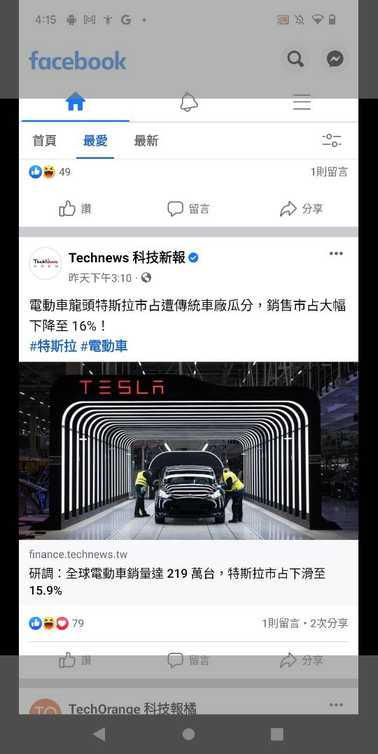 4:15
facebook
首頁 最愛 最新
49 1則留言
讚 留言 分享
Technews 科技新報
昨天下午3:10 ·
電動車龍頭特斯拉市占遭傳統車廠瓜分，銷售市占大幅
下降至 16%！
#特斯拉 #電動車
TESLA
finance.technews.tw
研調：全球電動車銷量達 219 萬台，特斯拉市占下滑至
15.9%
79 1則留言 · 2次分享
讚 留言 分享
TechOrange 科技報橘